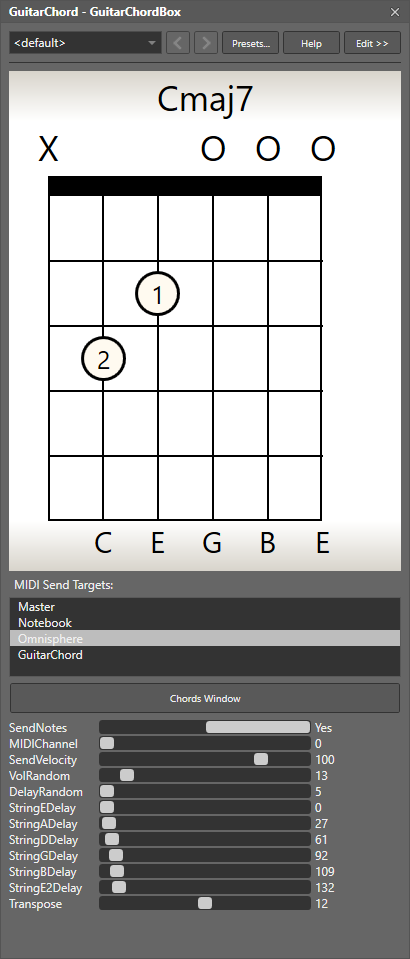 GuitarChord - GuitarChordBox
<default> Presets... Help Edit >>
Cmaj7
X O O O
1
2
C E G B E
MIDI Send Targets:
Master
Notebook
Omnisphere
GuitarChord
Chords Window
SendNotes Yes
MIDIChannel 0
SendVelocity 100
VolRandom 13
DelayRandom 5
StringEDelay 0
StringADelay 27
StringDDelay 61
StringGDelay 92
StringBDelay 109
StringE2Delay 132
Transpose 12